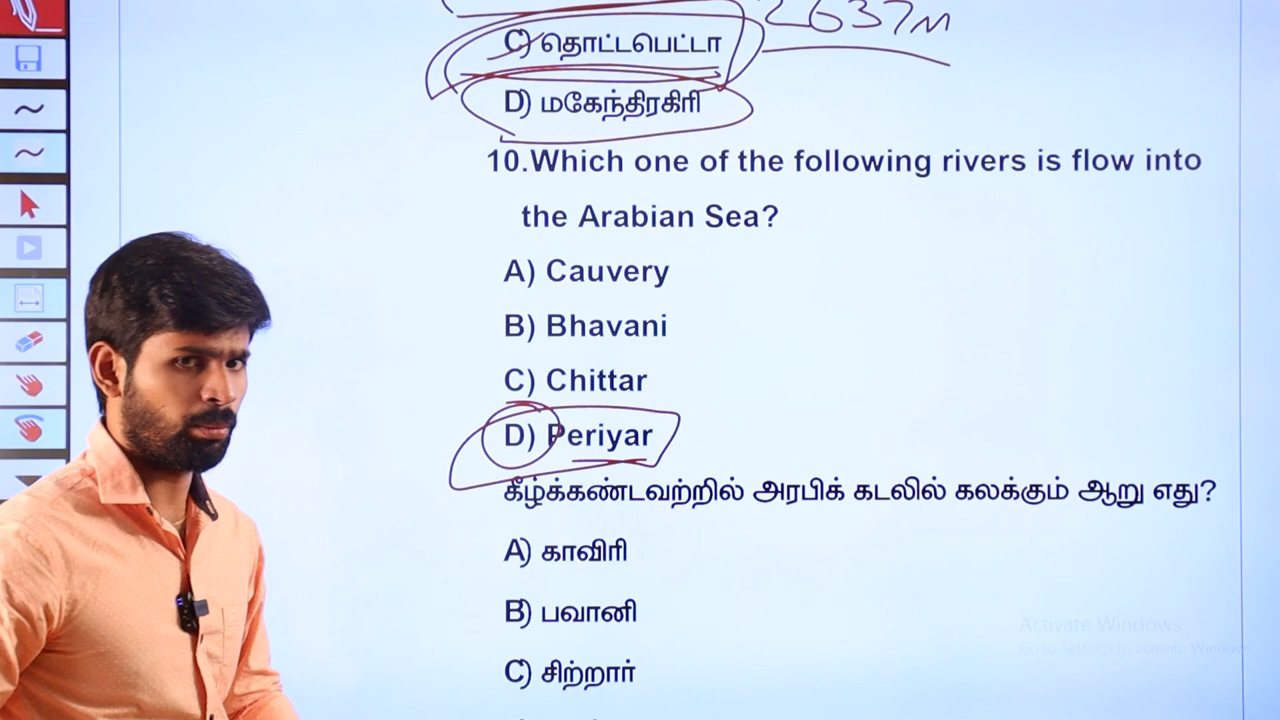 2637m
C) தொட்டபெட்டா
D) மகேந்திரகிரி
10.Which one of the following rivers is flow into
the Arabian Sea?
A) Cauvery
B) Bhavani
C) Chittar
D) Periyar
கீழ்க்கண்டவற்றில் அரபிக் கடலில் கலக்கும் ஆறு எது?
A) காவிரி
B) பவானி
C) சிற்றார்
Activate Windows
Go to Settings to activate Windows.